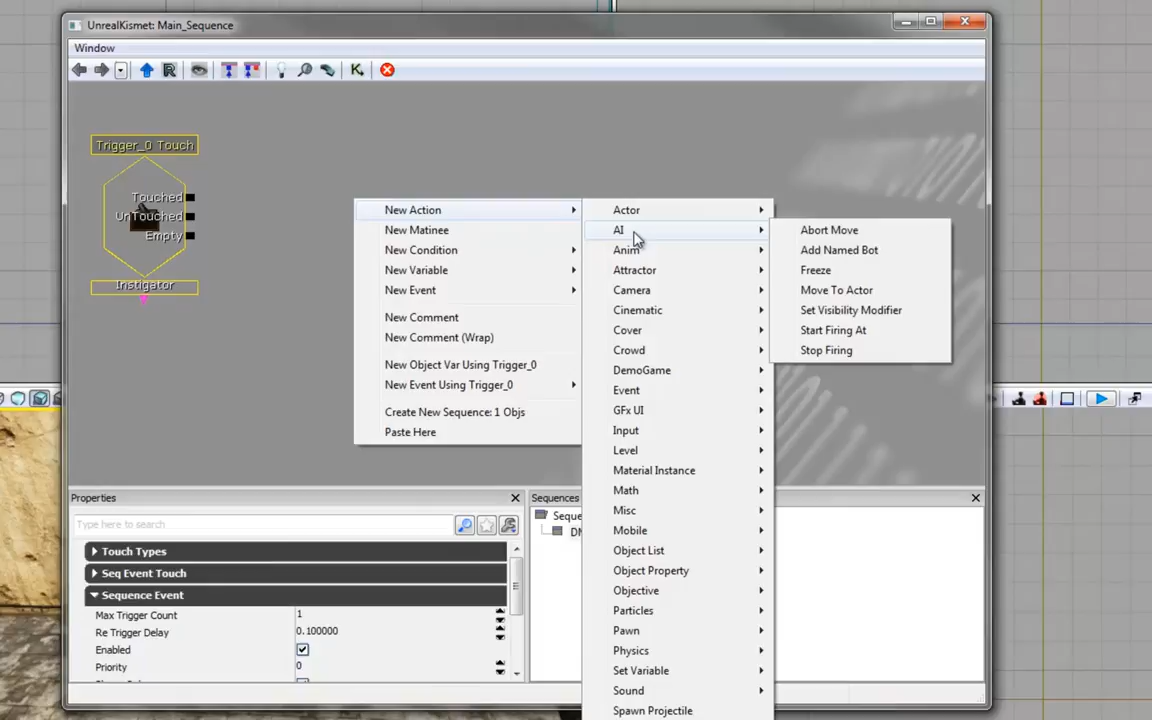 UnrealKismet: Main_Sequence
Window
Trigger_0 Touch
Touched
UnTouched
Empty
Instigator
New Action
New Matinee
New Condition
New Variable
New Event
New Comment
New Comment (Wrap)
New Object Var Using Trigger_0
New Event Using Trigger_0
Create New Sequence: 1 Objs
Paste Here
Actor
AI
Anim
Attractor
Camera
Cinematic
Cover
Crowd
DemoGame
Event
GFx UI
Input
Level
Material Instance
Math
Misc
Mobile
Object List
Object Property
Objective
Particles
Pawn
Physics
Set Variable
Sound
Spawn Projectile
Abort Move
Add Named Bot
Freeze
Move To Actor
Set Visibility Modifier
Start Firing At
Stop Firing
Properties
Type here to search
Touch Types
Seq Event Touch
Sequence Event
Max Trigger Count 1
Re Trigger Delay 0.100000
Enabled
Priority 0
Sequences